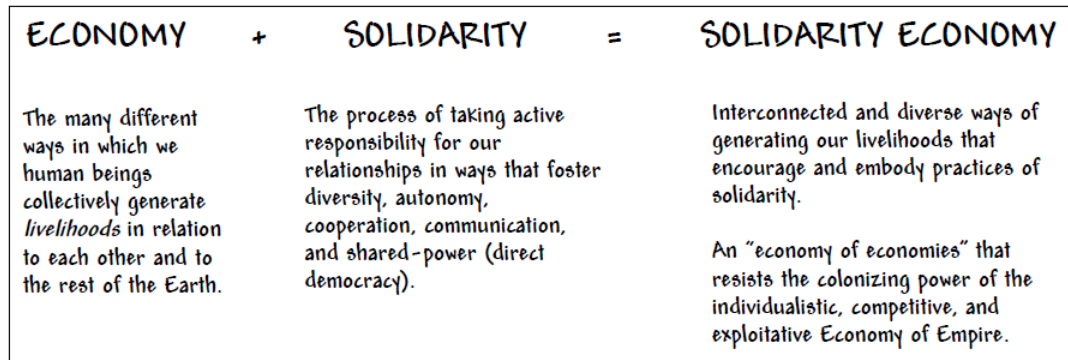 ECONOMY + SOLIDARITY = SOLIDARITY ECONOMY
The many different
ways in which we
human beings
collectively generate
livelihoods in relation
to each other and to
the rest of the Earth.
The process of taking active
responsibility for our
relationships in ways that foster
diversity, autonomy,
cooperation, communication,
and shared-power (direct
democracy).
Interconnected and diverse ways of
generating our livelihoods that
encourage and embody practices of
solidarity.
An “economy of economies” that
resists the colonizing power of the
individualistic, competitive, and
exploitative Economy of Empire.